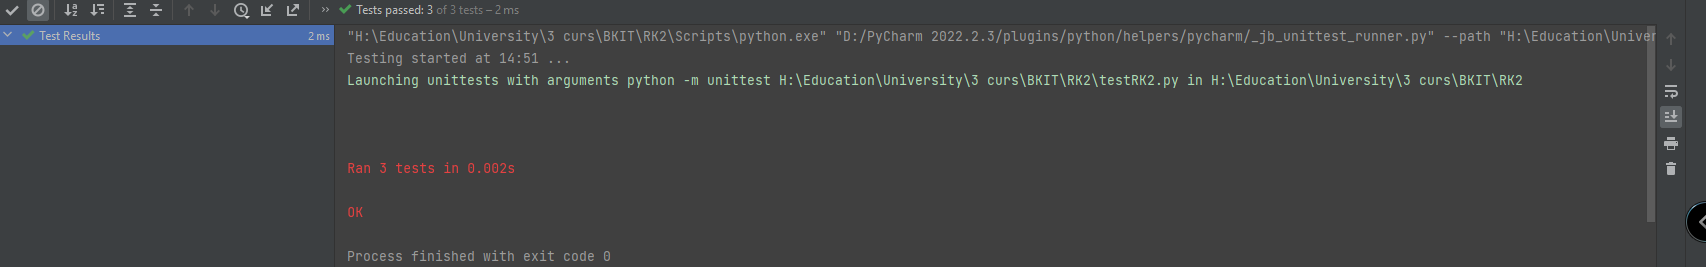 Tests passed: 3 of 3 tests – 2 ms
Test Results 2 ms
"H:\Education\University\3 curs\BKIT\RK2\Scripts\python.exe" "D:/PyCharm 2022.2.3/plugins/python/helpers/pycharm/_jb_unittest_runner.py" --path "H:\Education\Univer
Testing started at 14:51 ...
Launching unittests with arguments python -m unittest H:\Education\University\3 curs\BKIT\RK2\testRK2.py in H:\Education\University\3 curs\BKIT\RK2
Ran 3 tests in 0.002s
OK
Process finished with exit code 0